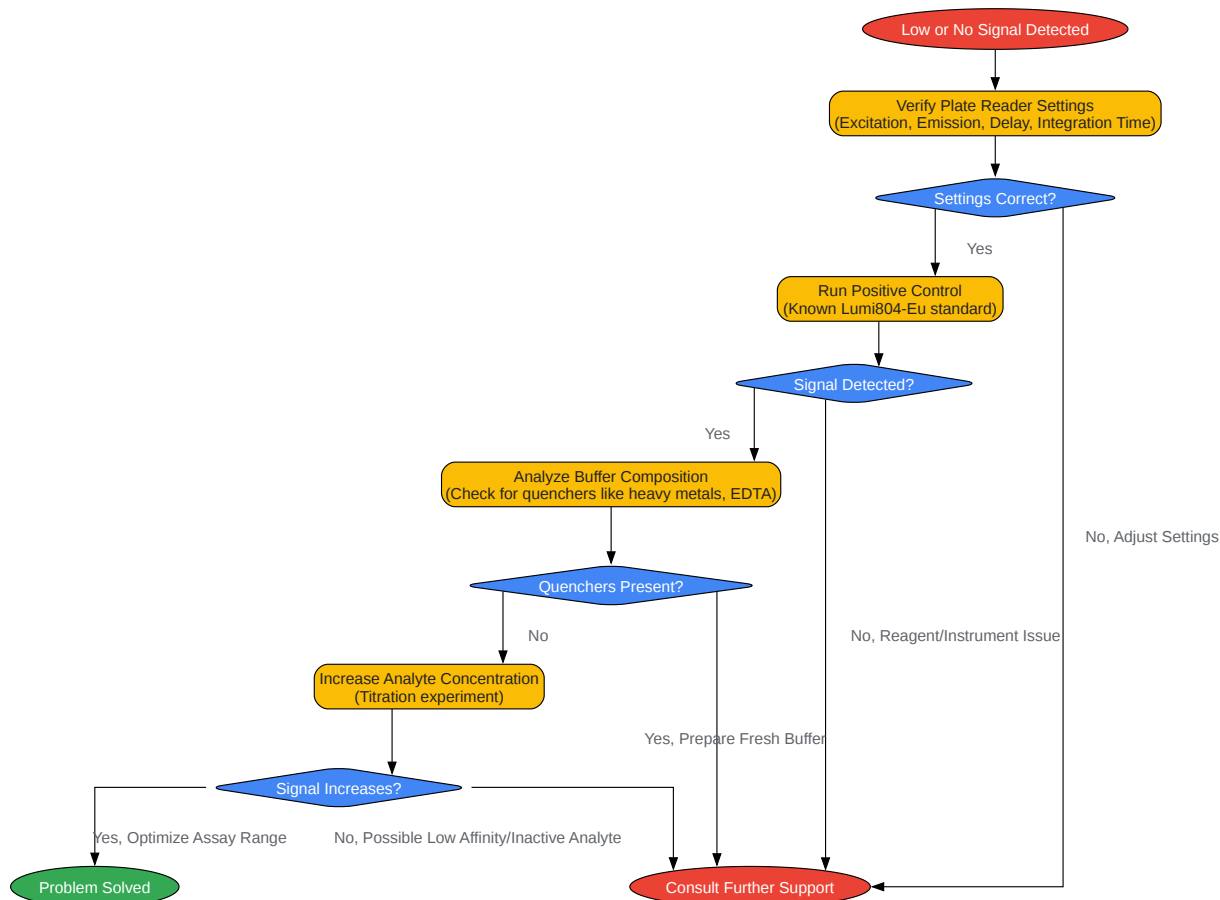 Low or No Signal Detected
Verify Plate Reader Settings
(Excitation, Emission, Delay, Integration Time)
Settings Correct?
Yes
Run Positive Control
(Known Lumi804-Eu standard)
Signal Detected?
Yes
Analyze Buffer Composition
(Check for quenchers like heavy metals, EDTA)
No, Adjust Settings
Quenchers Present?
No
No, Reagent/Instrument Issue
Increase Analyte Concentration
(Titration experiment)
Yes, Prepare Fresh Buffer
Signal Increases?
Yes, Optimize Assay Range
No, Possible Low Affinity/Inactive Analyte
Problem Solved
Consult Further Support